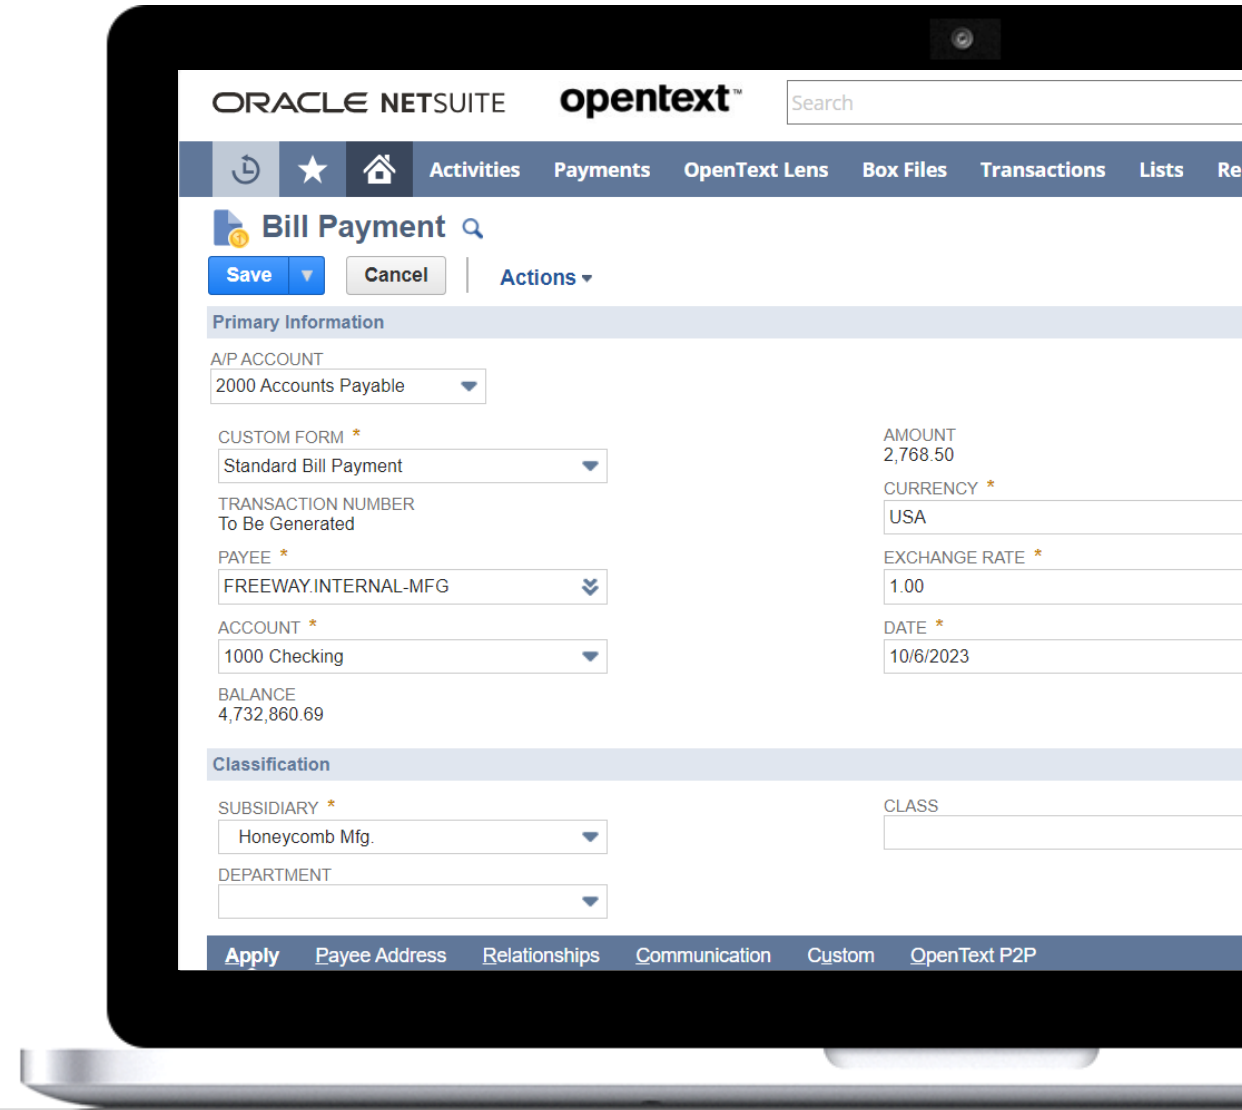 ORACLE NETSUITE
opentext™
Search
Activities Payments OpenText Lens Box Files Transactions Lists Re
Bill Payment
Save Cancel Actions
Primary Information
A/P ACCOUNT
2000 Accounts Payable
CUSTOM FORM *
Standard Bill Payment
TRANSACTION NUMBER
To Be Generated
PAYEE *
FREEWAY.INTERNAL-MFG
ACCOUNT *
1000 Checking
BALANCE
4,732,860.69
AMOUNT
2,768.50
CURRENCY *
USA
EXCHANGE RATE *
1.00
DATE *
10/6/2023
Classification
SUBSIDIARY *
Honeycomb Mfg.
DEPARTMENT
CLASS
Apply Payee Address Relationships Communication Custom OpenText P2P